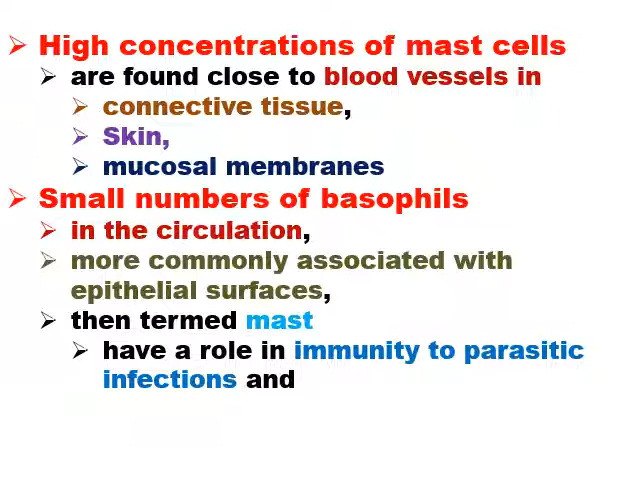 High concentrations of mast cells
are found close to blood vessels in
connective tissue,
Skin,
mucosal membranes
Small numbers of basophils
in the circulation,
more commonly associated with
epithelial surfaces,
then termed mast
have a role in immunity to parasitic
infections and